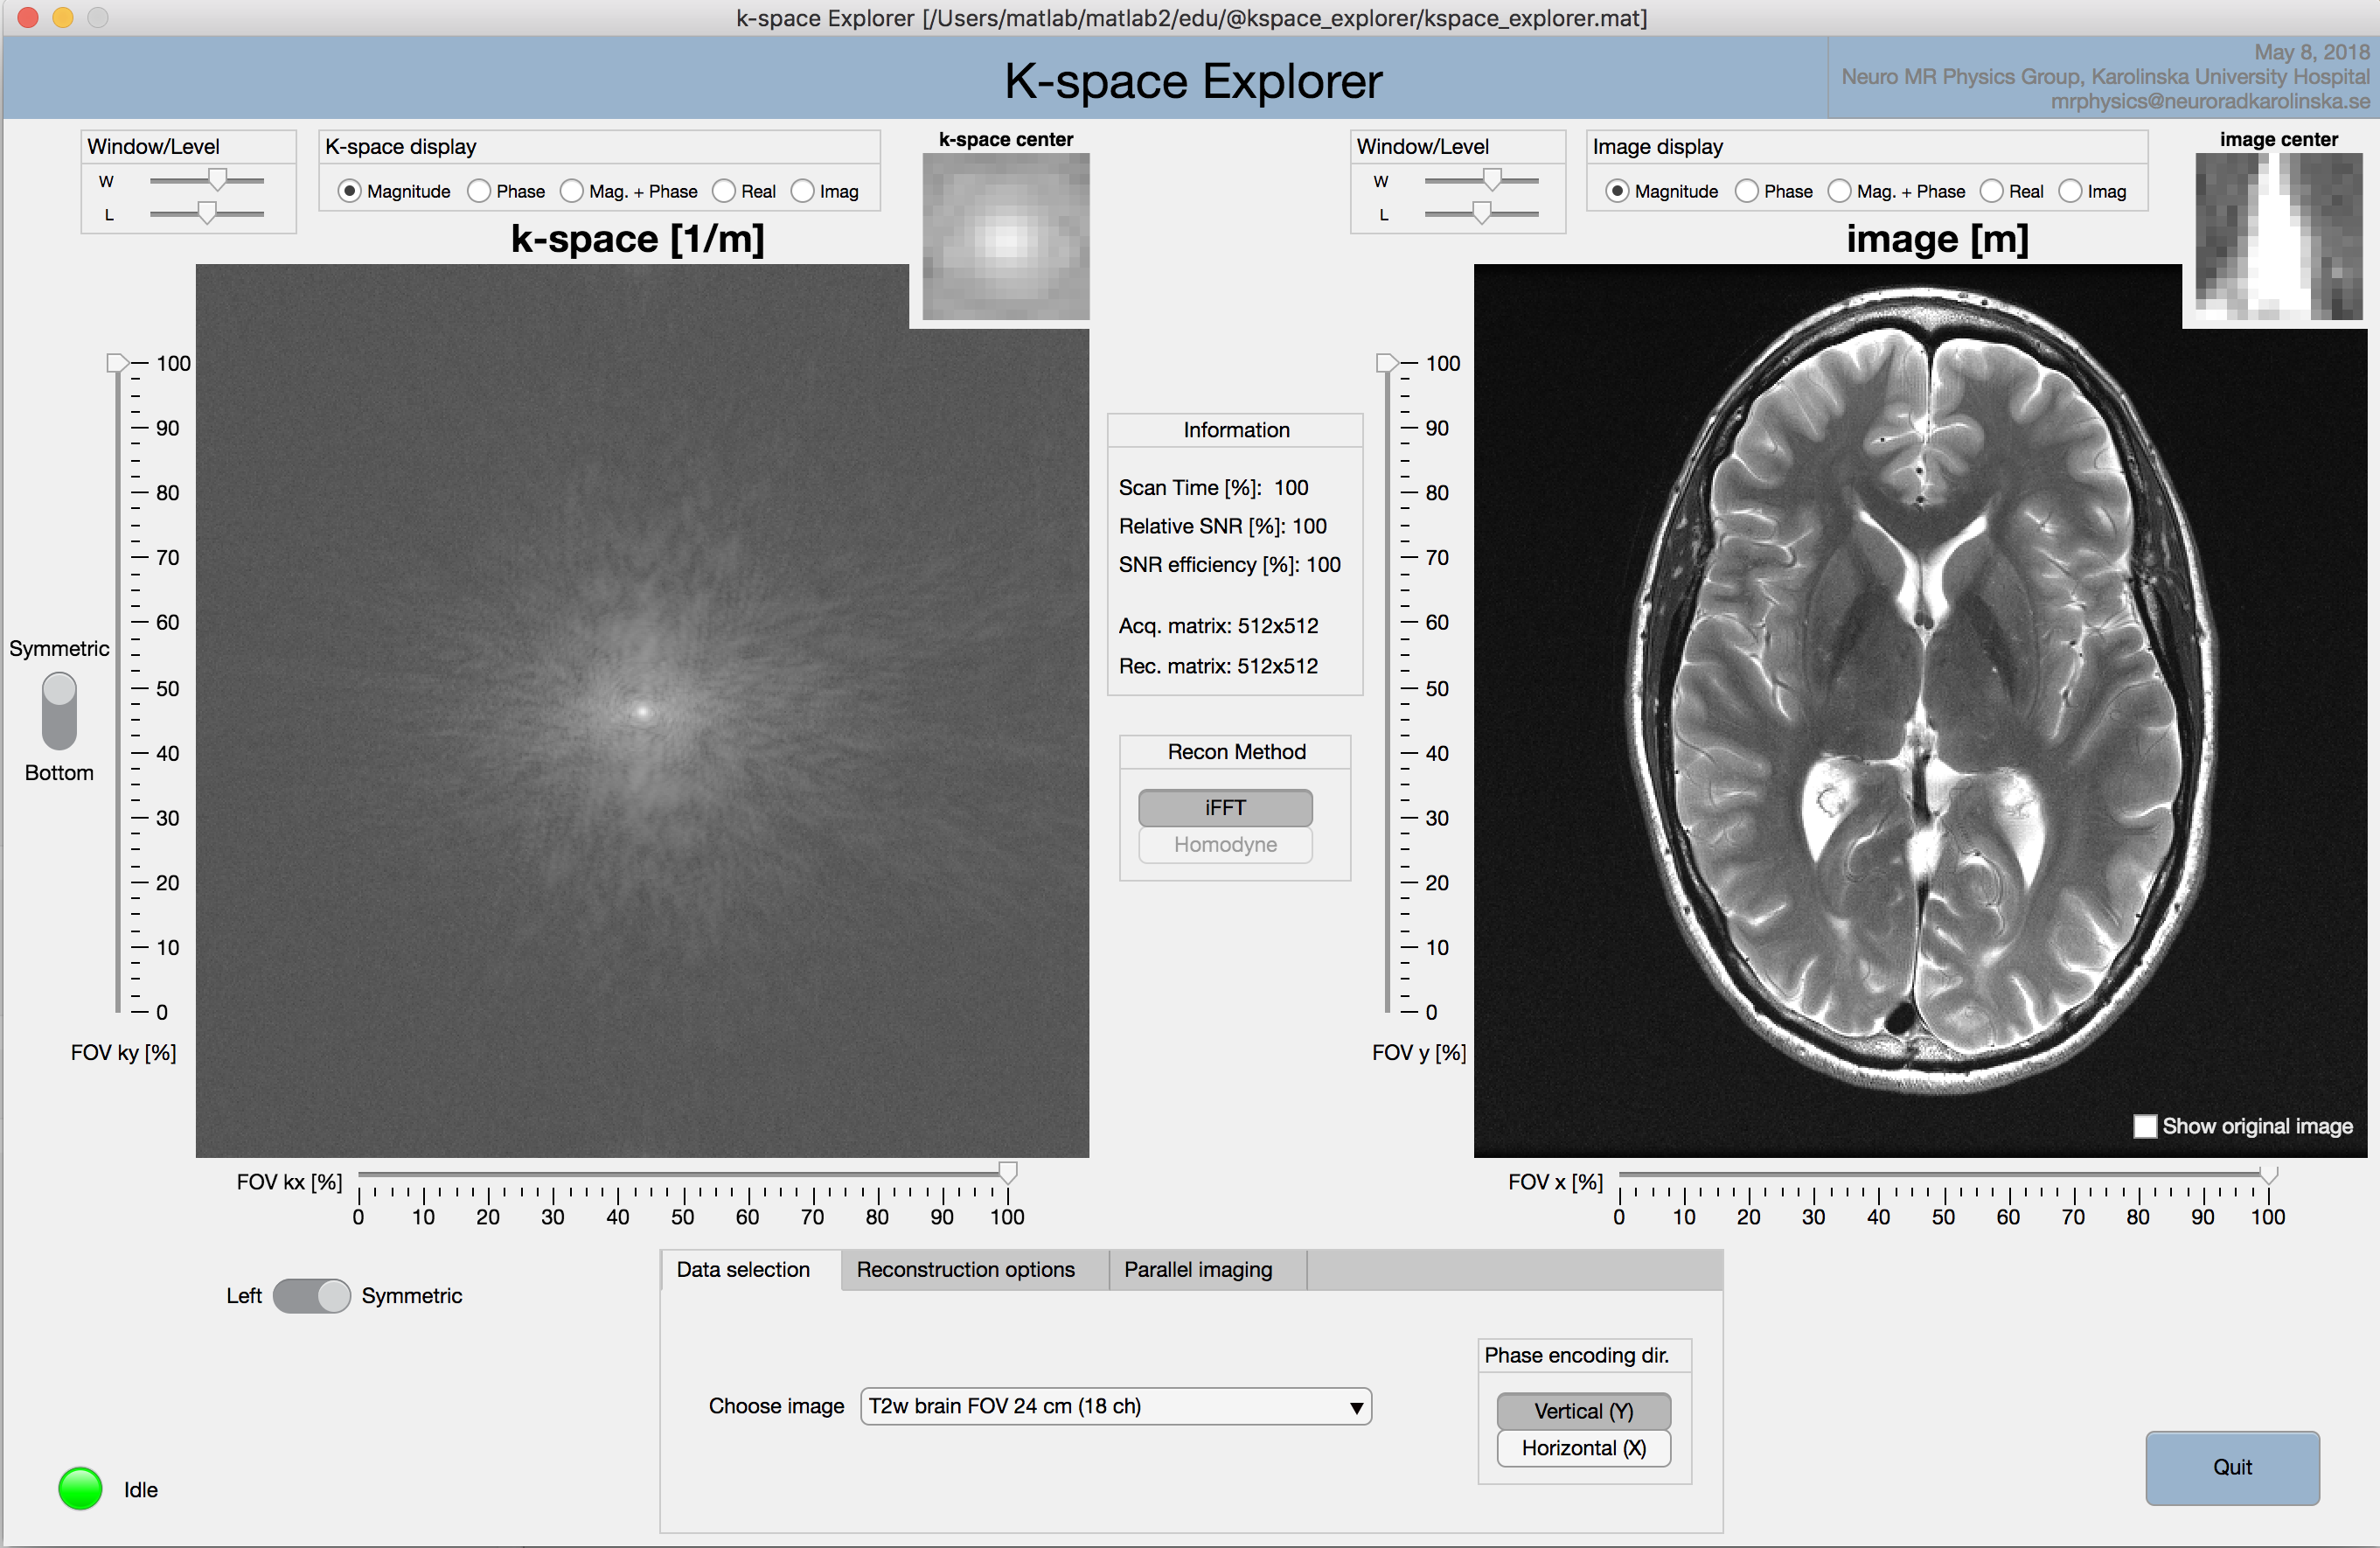 k-space Explorer [/Users/matlab/matlab2/edu/@kspace_explorer/kspace_explorer.mat]
K-space Explorer
May 8, 2018
Neuro MR Physics Group, Karolinska University Hospital
mrphysics@neuroradkarolinska.se
Window/Level
W
L
K-space display
Magnitude Phase Mag. + Phase Real Imag
k-space center
k-space [1/m]
Window/Level
W
L
Image display
Magnitude Phase Mag. + Phase Real Imag
image center
image [m]
100
90
80
70
60
50
40
30
20
10
0
FOV ky [%]
Symmetric
Bottom
Information
Scan Time [%]: 100
Relative SNR [%]: 100
SNR efficiency [%]: 100
Acq. matrix: 512x512
Rec. matrix: 512x512
Recon Method
iFFT
Homodyne
100
90
80
70
60
50
40
30
20
10
0
FOV y [%]
Show original image
FOV kx [%]
0 10 20 30 40 50 60 70 80 90 100
FOV x [%]
0 10 20 30 40 50 60 70 80 90 100
Left Symmetric
Data selection Reconstruction options Parallel imaging
Choose image T2w brain FOV 24 cm (18 ch)
Phase encoding dir.
Vertical (Y)
Horizontal (X)
Idle
Quit